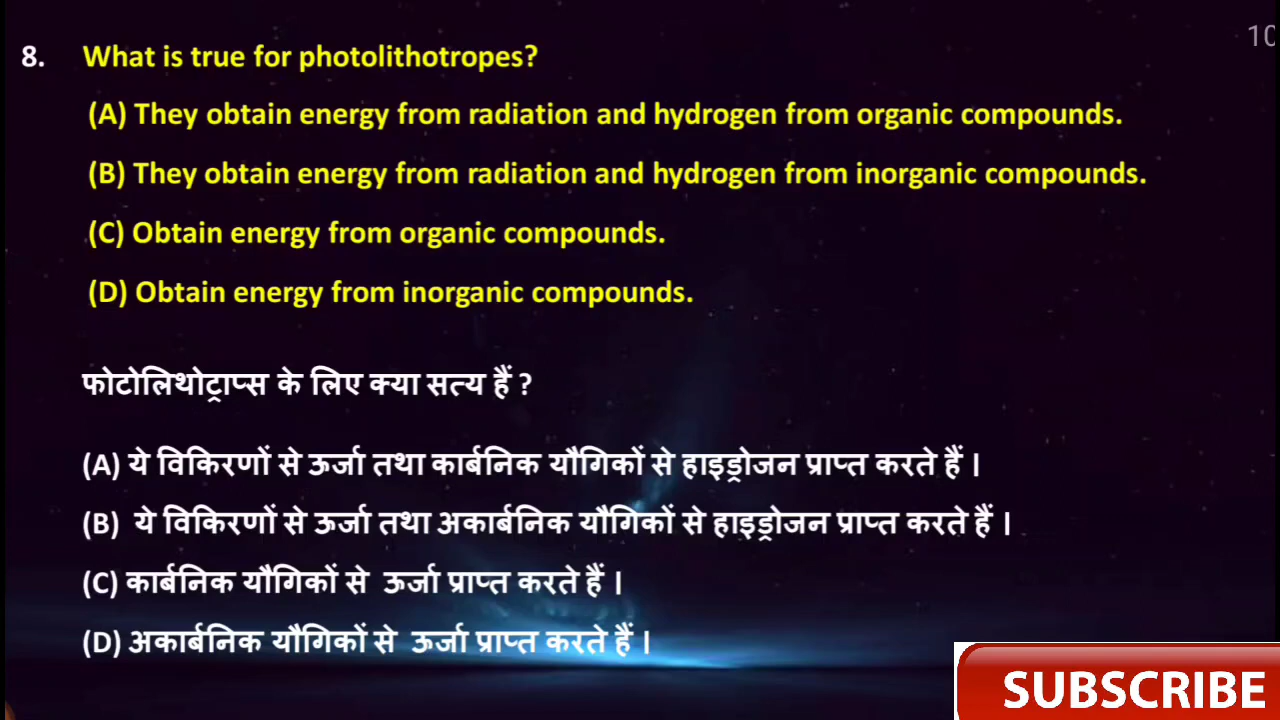 8. What is true for photolithotropes?
10
(A) They obtain energy from radiation and hydrogen from organic compounds.
(B) They obtain energy from radiation and hydrogen from inorganic compounds.
(C) Obtain energy from organic compounds.
(D) Obtain energy from inorganic compounds.
फोटोलिथोट्राप्स के लिए क्या सत्य हैं ?
(A) ये विकिरणों से ऊर्जा तथा कार्बनिक यौगिकों से हाइड्रोजन प्राप्त करते हैं ।
(B) ये विकिरणों से ऊर्जा तथा अकार्बनिक यौगिकों से हाइड्रोजन प्राप्त करते हैं ।
(C) कार्बनिक यौगिकों से ऊर्जा प्राप्त करते हैं ।
(D) अकार्बनिक यौगिकों से ऊर्जा प्राप्त करते हैं ।
SUBSCRIBE